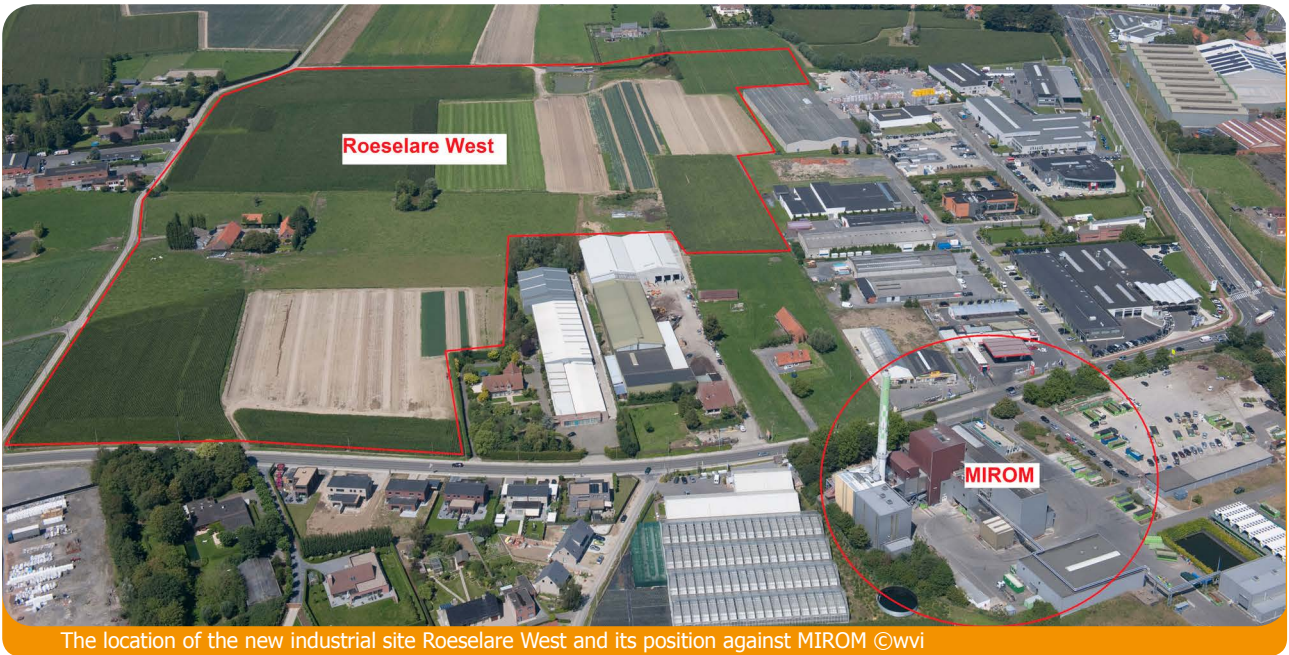 Roeselare West
MIROM
The location of the new industrial site Roeselare West and its position against MIROM ©wvi